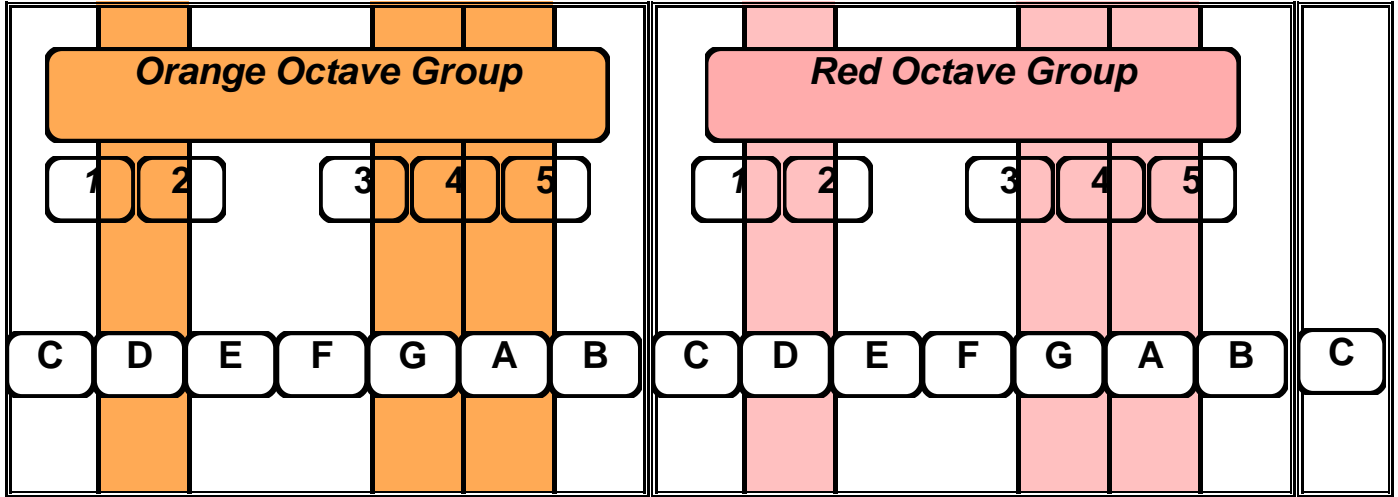 Orange Octave Group Red Octave Group
1 2 3 4 5 1 2 3 4 5
C D E F G A B C D E F G A B C